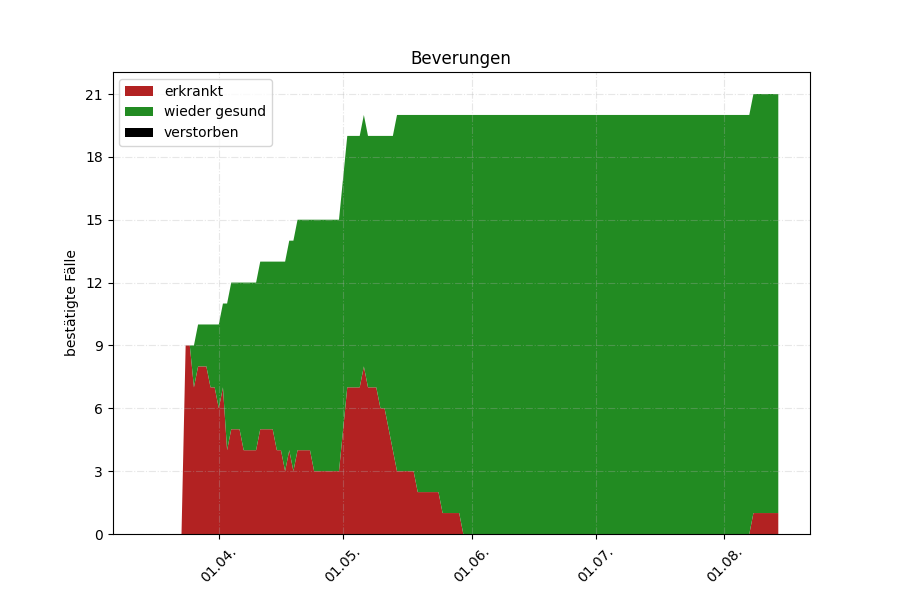 Beverungen
erkrankt
wieder gesund
verstorben
bestätigte Fälle
21
18
15
12
9
6
3
0
01.04.
01.05.
01.06.
01.07.
01.08.